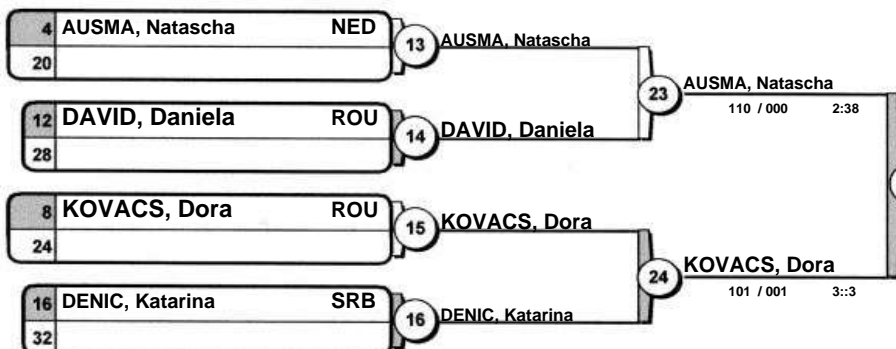 4 AUSMA, Natascha NED
20
13 AUSMA, Natascha
12 DAVID, Daniela ROU
28
14 DAVID, Daniela
23 AUSMA, Natascha
110 / 000 2:38
8 KOVACS, Dora ROU
24
15 KOVACS, Dora
16 DENIC, Katarina SRB
32
16 DENIC, Katarina
24 KOVACS, Dora
101 / 001 3::3